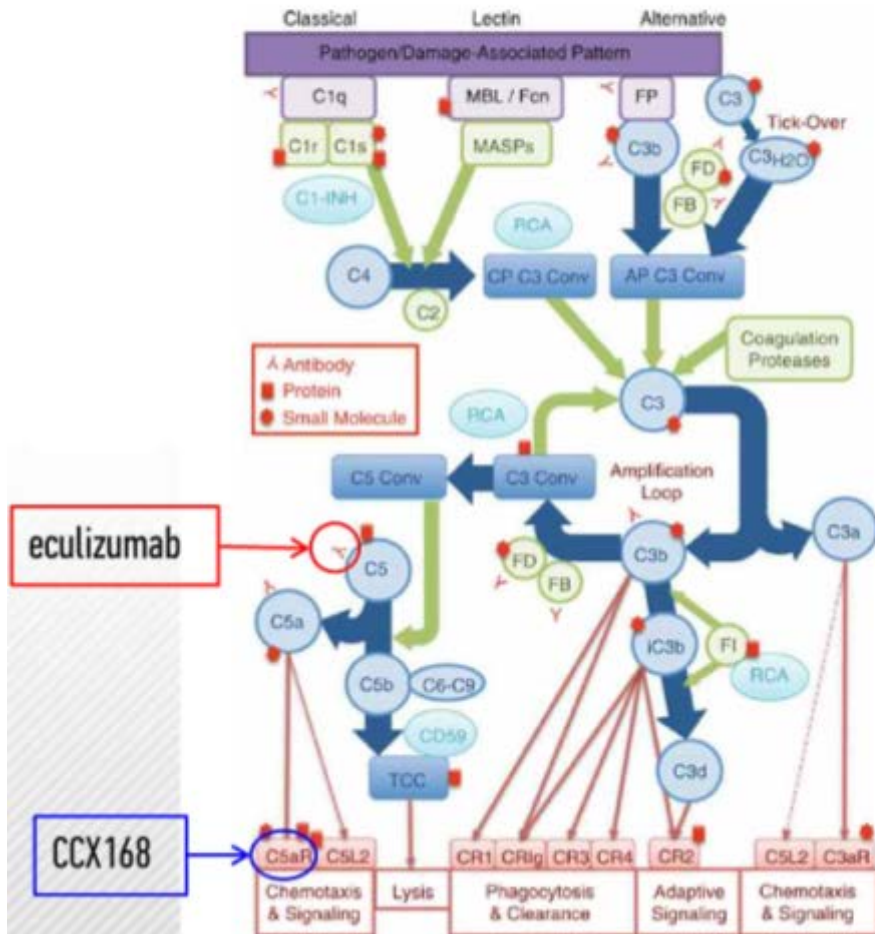 Classical
Lectin
Alternative
Pathogen/Damage-Associated Pattern
C1q
MBL / Fcn
FP
C3
Tick-Over
C1r
C1s
MASPs
C3b
FD
C3H2O
FB
C1-INH
RCA
C4
CP C3 Conv
AP C3 Conv
C2
Coagulation
Proteases
Antibody
Protein
Small Molecule
RCA
C3
C5 Conv
C3 Conv
Amplification
Loop
eculizumab
C5
FD
C3b
C3a
FB
C5a
iC3b
FI
RCA
C5b
C6-C9
CD59
TCC
C3d
CCX168
C5aR
C5L2
CR1
CRIg
CR3
CR4
CR2
C5L2
C3aR
Chemotaxis
& Signaling
Lysis
Phagocytosis
& Clearance
Adaptive
Signaling
Chemotaxis
& Signaling